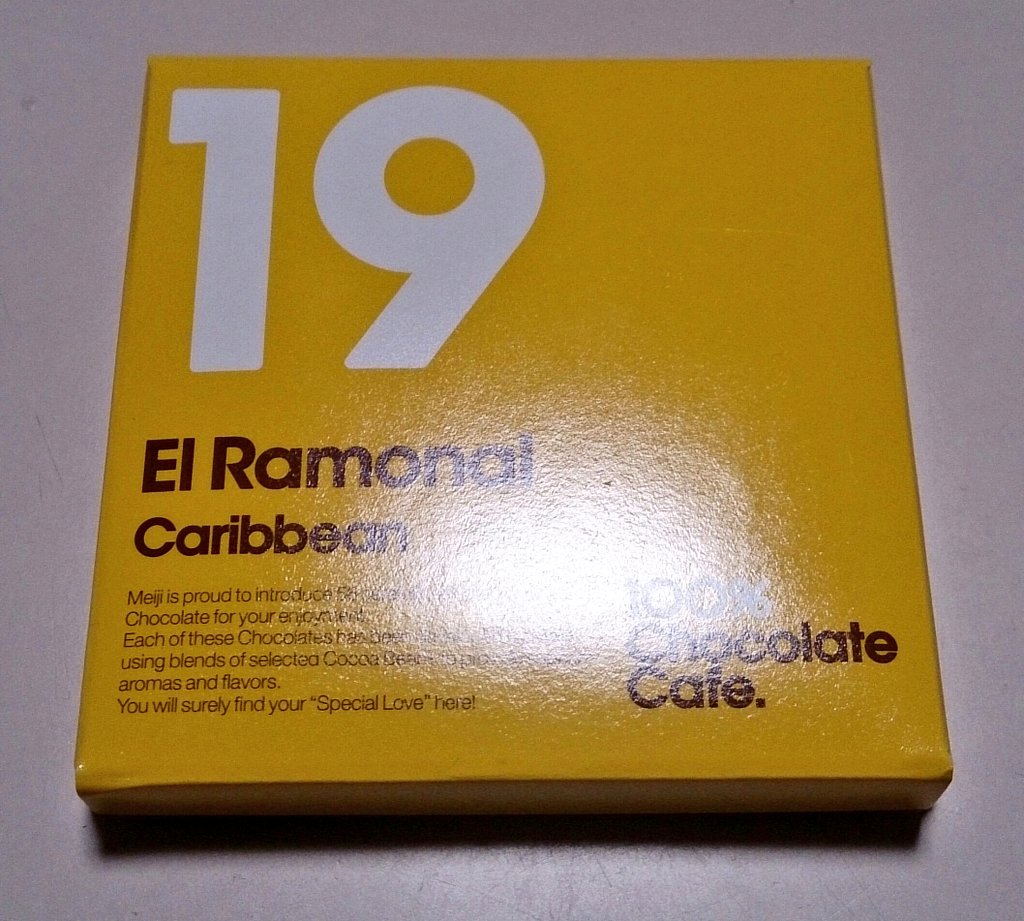 19
El Ramonal
Caribbean
Meiji is proud to introduce 56
Chocolate for your enjoyment.
Each of these Chocolates has been
using blends of selected Cocoa Beans to
aromas and flavors.
You will surely find your “Special Love” here!
100%
Chocolate
Cafe.